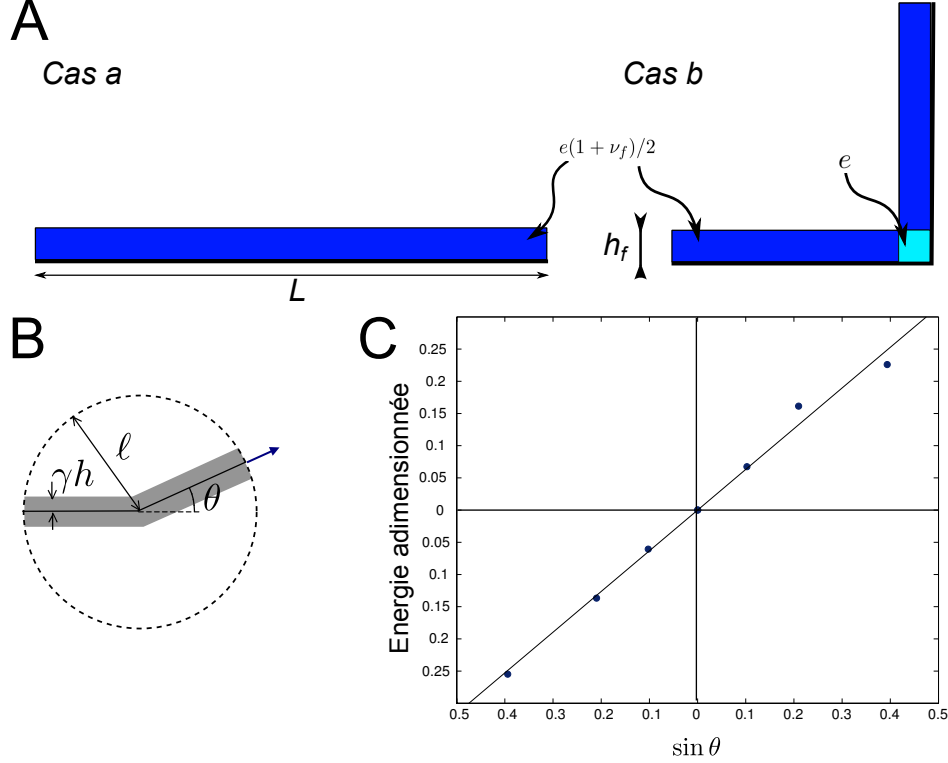 A
Cas a
Cas b
e(1 + ν_f)/2
e
h_f
L
B
ℓ
γh
θ
C
Energie adimensionnée
0.25
0.2
0.15
0.1
0.05
0
0.05
0.1
0.15
0.2
0.25
0.5 0.4 0.3 0.2 0.1 0 0.1 0.2 0.3 0.4 0.5
sin θ